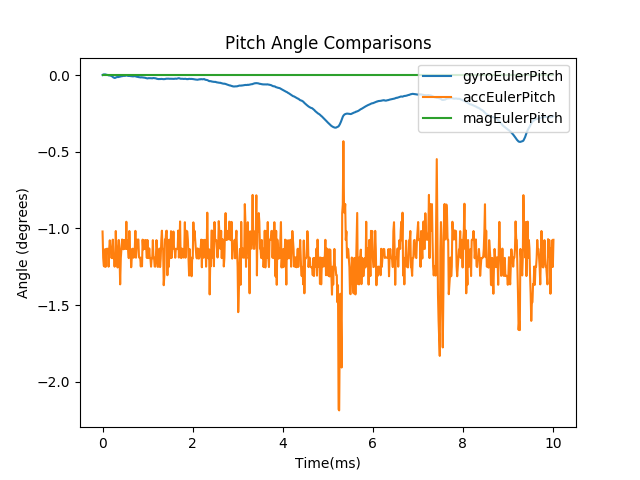 Pitch Angle Comparisons
gyroEulerPitch
accEulerPitch
magEulerPitch
0.0
−0.5
−1.0
−1.5
−2.0
Angle (degrees)
0 2 4 6 8 10
Time(ms)